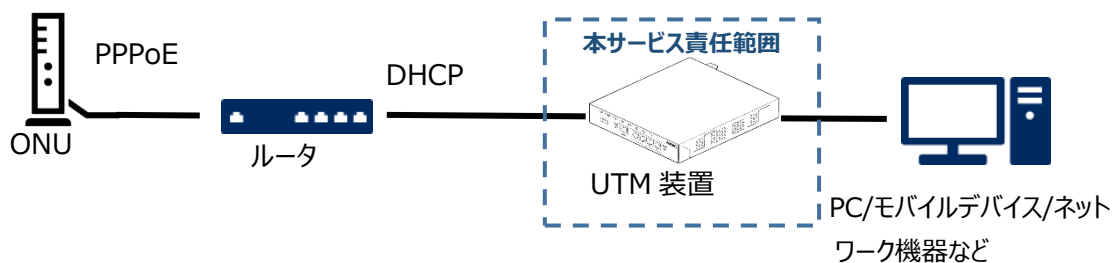 PPPoE
ONU
ルータ
DHCP
本サービス責任範囲
UTM 装置
PC/モバイルデバイス/ネット
ワーク機器など